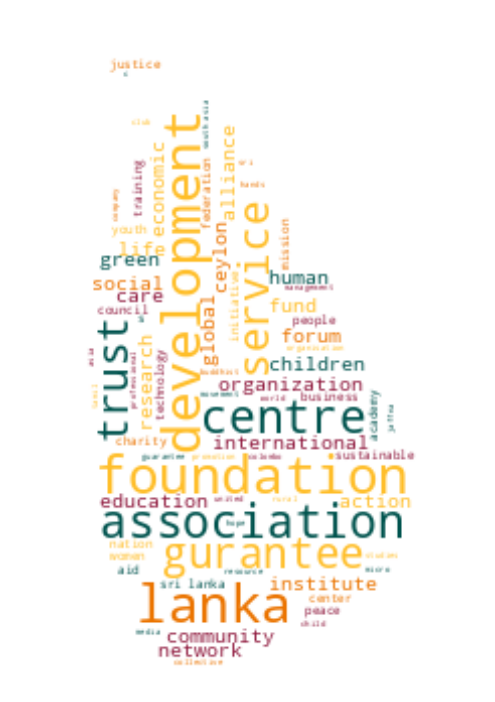 justice
club
south asia
development
economic
alliance
federation
training
hands
company
service
youth
ceylon
mission
life
green
human
social
management
care
initiative
fund
council
global
people
trust
forum
research
organisation
professional
technology
asia
children
buddhist
organization
tamil
movement
world
business
academy
jaffna
centre
charity
international
guarantee
promotion
colombo
sustainable
foundation
education
united
rural
action
association
hope
nation
gurantee
women
studies
aid
resource
micro
sri lanka
institute
lanka
center
peace
child
media
community
network
collective